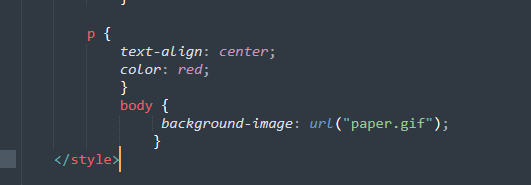 }
p {
text-align: center;
color: red;
}
body {
background-image: url("paper.gif");
}
</style>